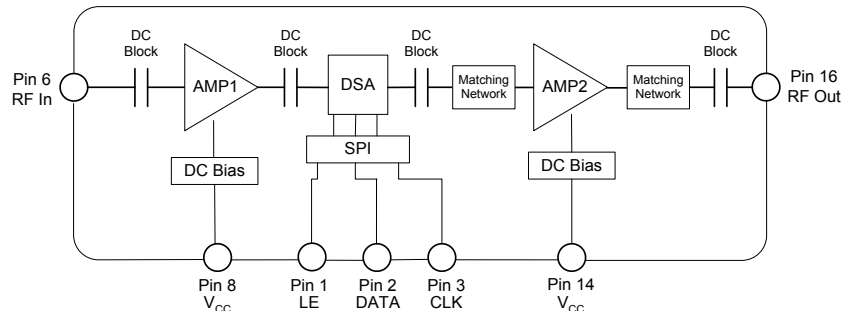 DC
Block
DC
Block
DC
Block
DC
Block
Pin 6
RF In
AMP1
DSA
Matching
Network
AMP2
Matching
Network
Pin 16
RF Out
SPI
DC Bias
DC Bias
Pin 8
VCC
Pin 1
LE
Pin 2
DATA
Pin 3
CLK
Pin 14
VCC